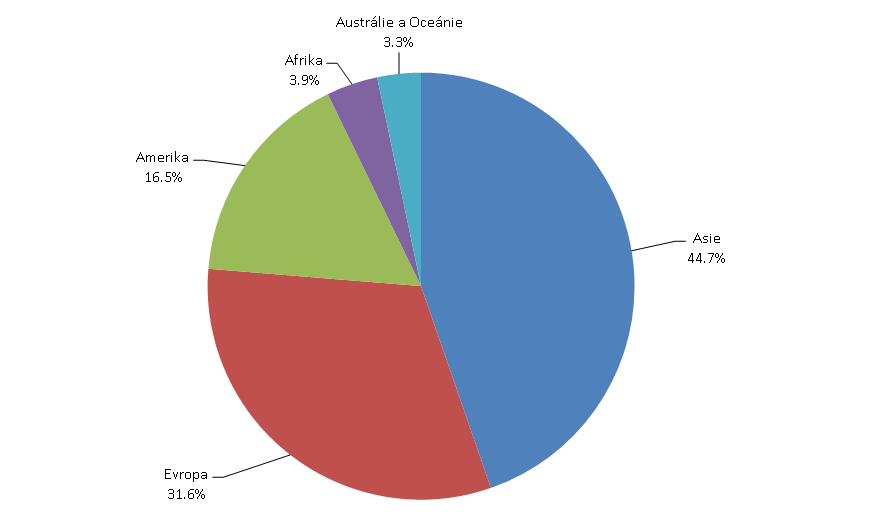 Austrálie a Oceánie
3.3%
Afrika
3.9%
Amerika
16.5%
Asie
44.7%
Evropa
31.6%